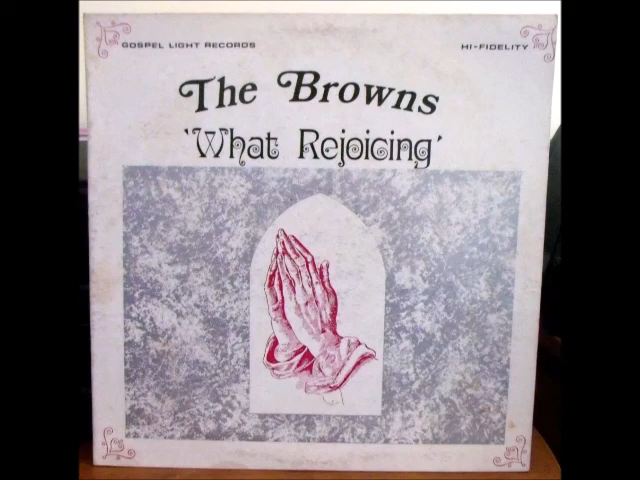 GOSPEL LIGHT RECORDS
HI-FIDELITY
The Browns
'What Rejoicing'